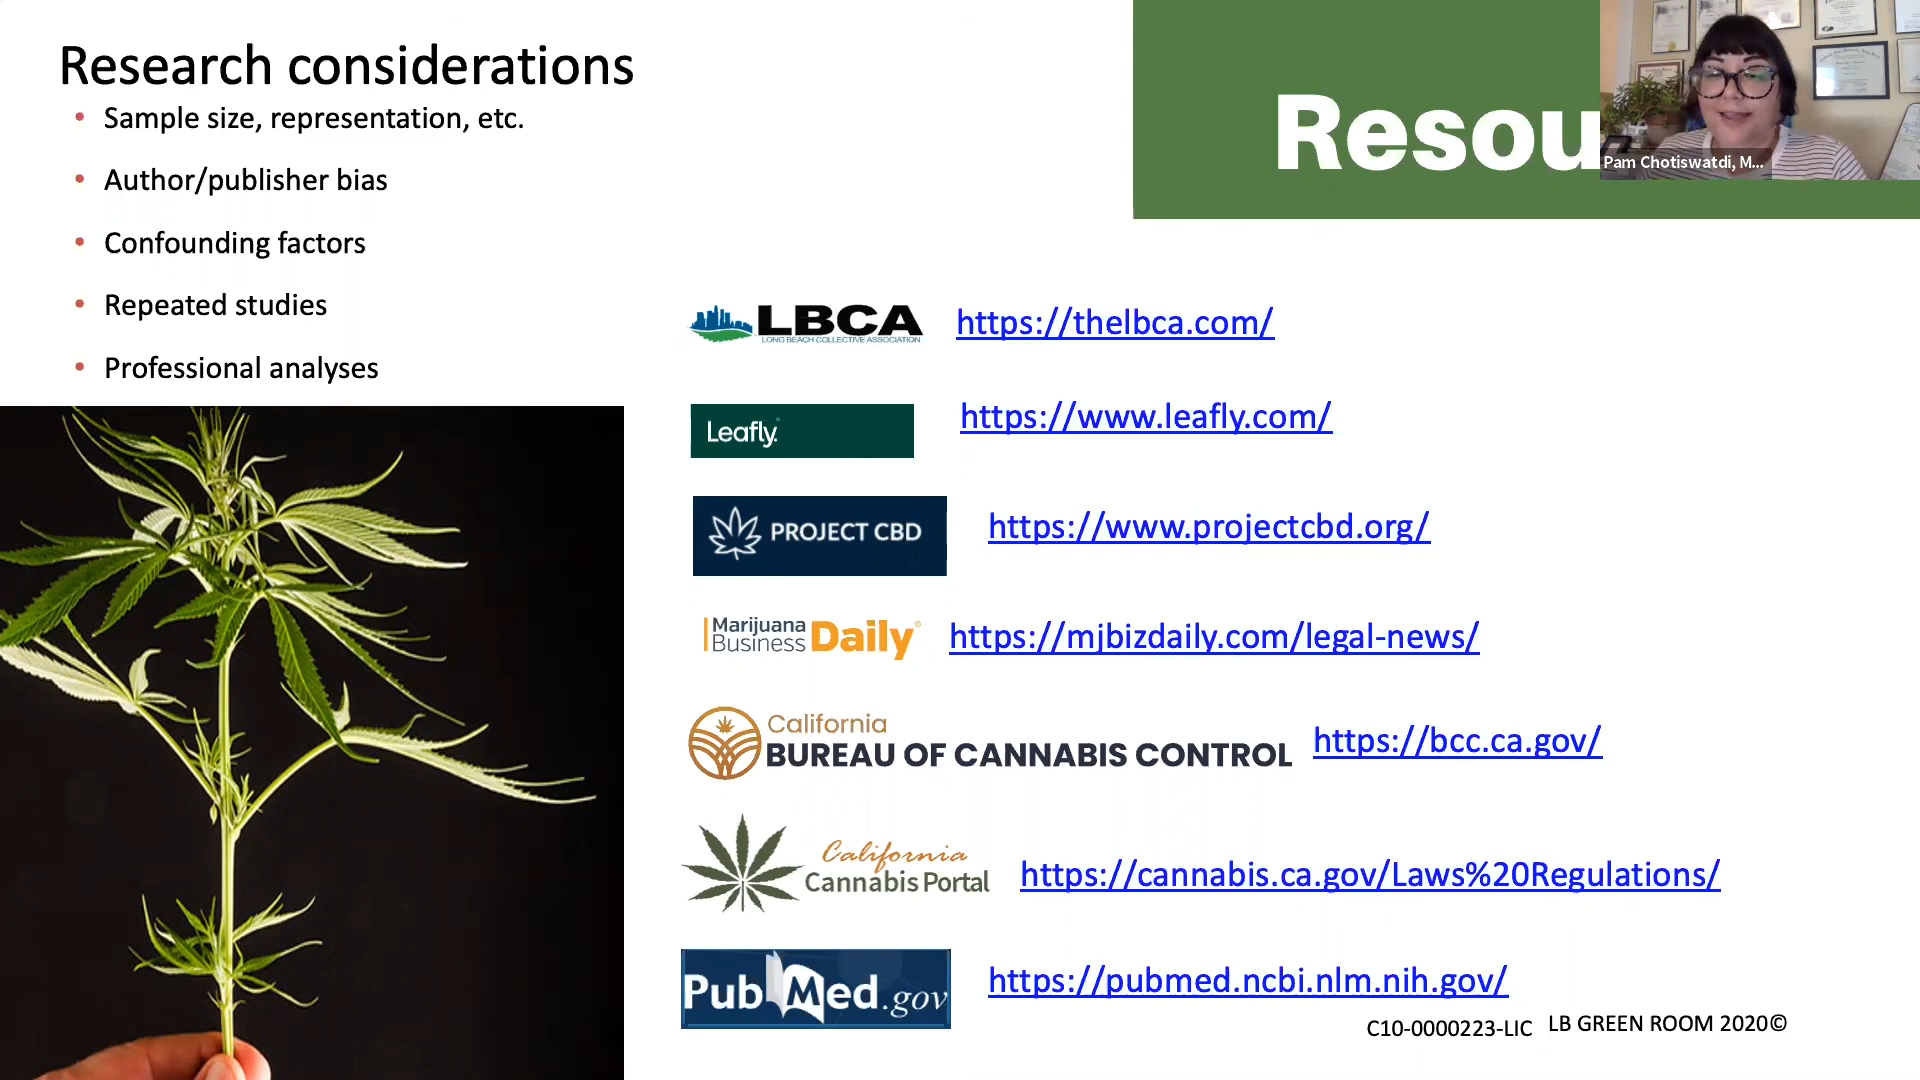 Research considerations
• Sample size, representation, etc.
• Author/publisher bias
• Confounding factors
• Repeated studies
• Professional analyses
Resou
Pam Chotiswatdi, M...
LBCA
LONG BEACH COLLECTIVE ASSOCIATION
https://thelbca.com/
Leafly
https://www.leafly.com/
PROJECT CBD
https://www.projectcbd.org/
Marijuana
Business Daily
https://mjbizdaily.com/legal-news/
California
BUREAU OF CANNABIS CONTROL
https://bcc.ca.gov/
California
Cannabis Portal
https://cannabis.ca.gov/Laws%20Regulations/
PubMed.gov
https://pubmed.ncbi.nlm.nih.gov/
C10-0000223-LIC LB GREEN ROOM 2020©